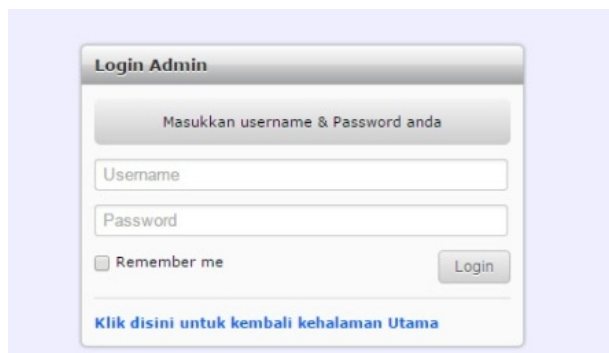 Login Admin
Masukkan username & Password anda
Username
Password
Remember me
Login
Klik disini untuk kembali kehalaman Utama